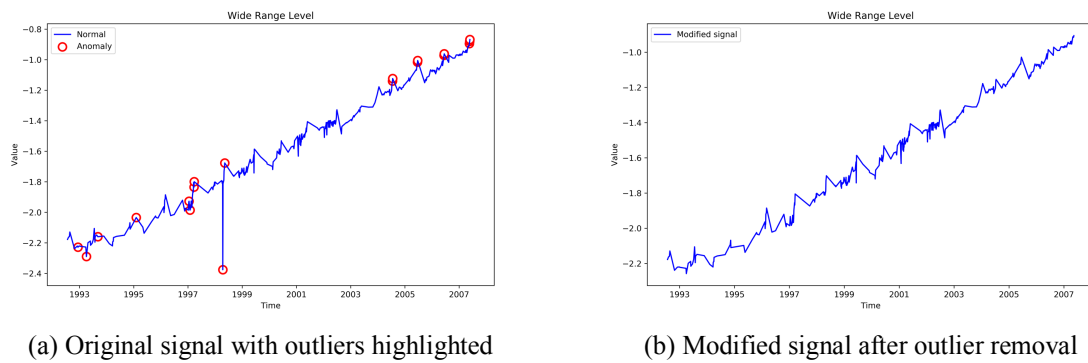 Wide Range Level
Normal
Anomaly
Value
−0.8
−1.0
−1.2
−1.4
−1.6
−1.8
−2.0
−2.2
−2.4
1993 1995 1997 1999 2001 2003 2005 2007
Time
(a) Original signal with outliers highlighted
Wide Range Level
Modified signal
Value
−1.0
−1.2
−1.4
−1.6
−1.8
−2.0
−2.2
1993 1995 1997 1999 2001 2003 2005 2007
Time
(b) Modified signal after outlier removal